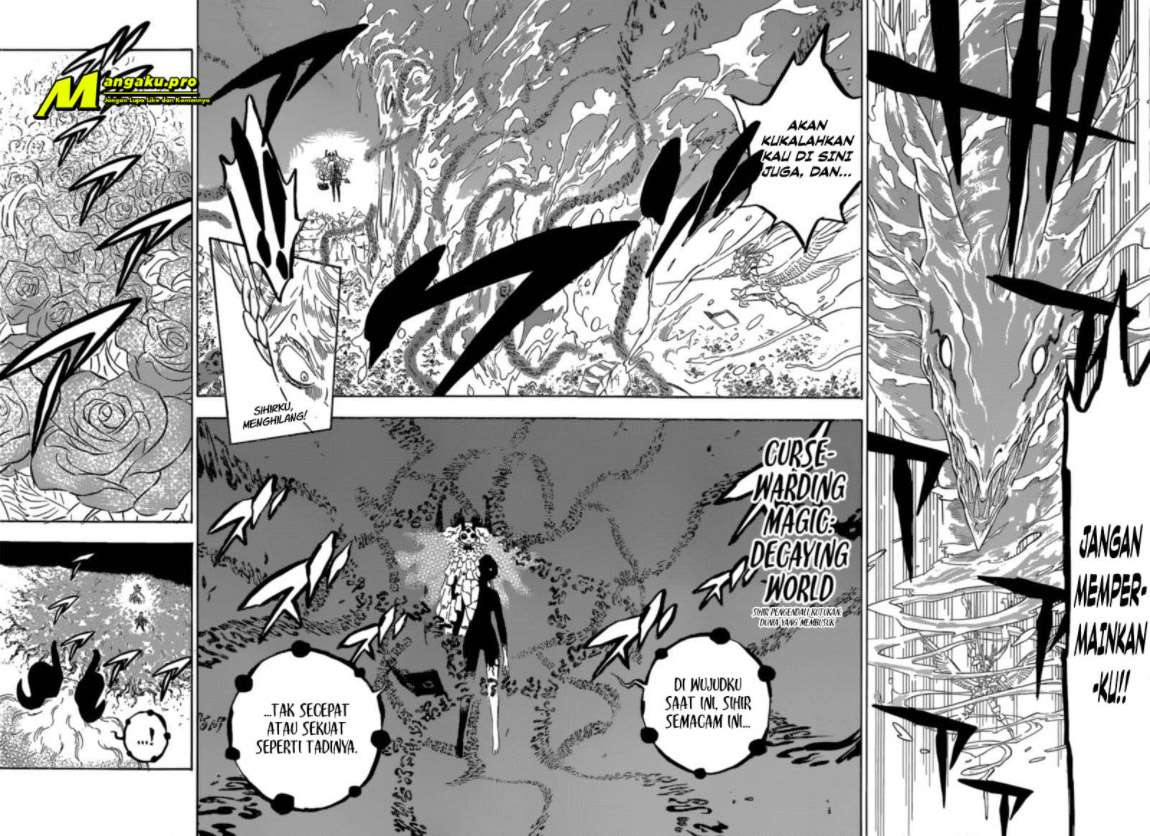 JANGAN
MEMPER-
MAINKAN
-KU!!
AKAN
KUKALAHKAN
KAU DI SINI
JUGA, DAN...
SIHIRKU,
MENGHILANG!
CURSE-
WARDING
MAGIC:
DECAYING
WORLD
SIHIR PENGENDALI KUTUKAN:
DUNIA YANG MEMBUSUK
DI WUJUDKU
SAAT INI, SIHIR
SEMACAM INI...
...TAK SECEPAT
ATAU SEKUAT
SEPERTI TADINYA.
Mangaku.pro
Jangan Lupa Like dan Komennya
...!